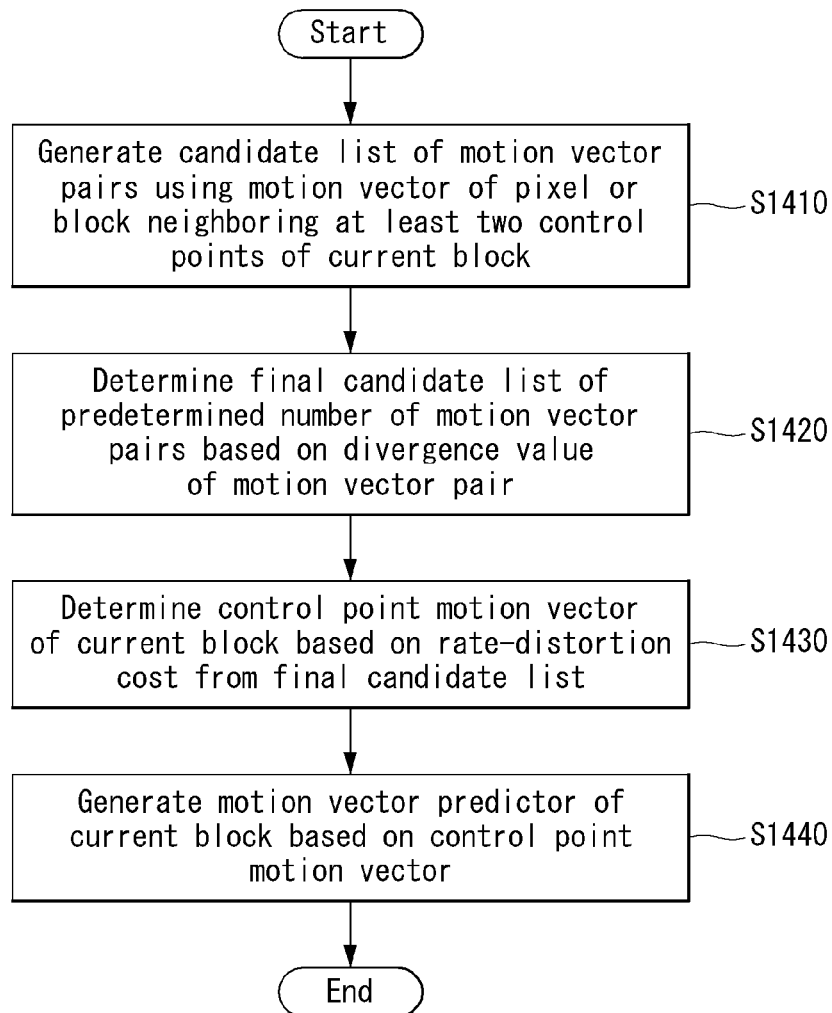 Start
Generate candidate list of motion vector
pairs using motion vector of pixel or
block neighboring at least two control
points of current block
S1410
Determine final candidate list of
predetermined number of motion vector
pairs based on divergence value
of motion vector pair
S1420
Determine control point motion vector
of current block based on rate-distortion
cost from final candidate list
S1430
Generate motion vector predictor of
current block based on control point
motion vector
S1440
End